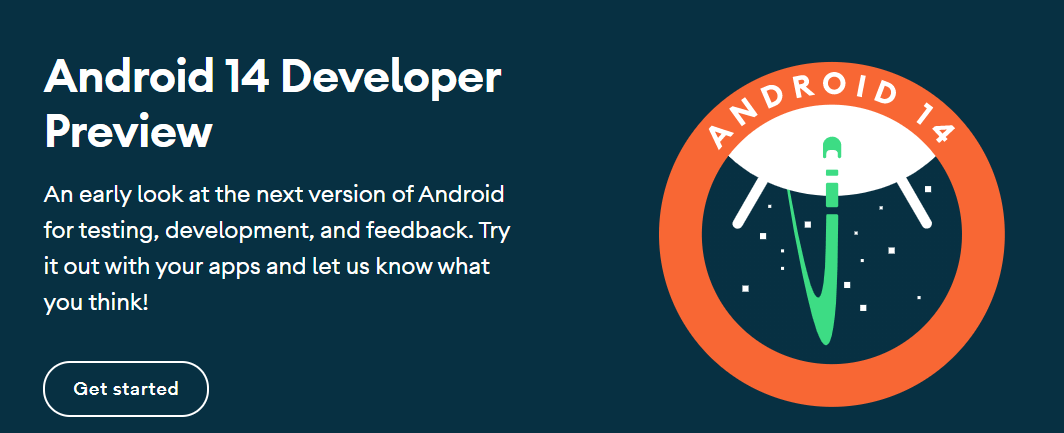 Android 14 Developer
Preview
An early look at the next version of Android
for testing, development, and feedback. Try
it out with your apps and let us know what
you think!
Get started
ANDROID 14